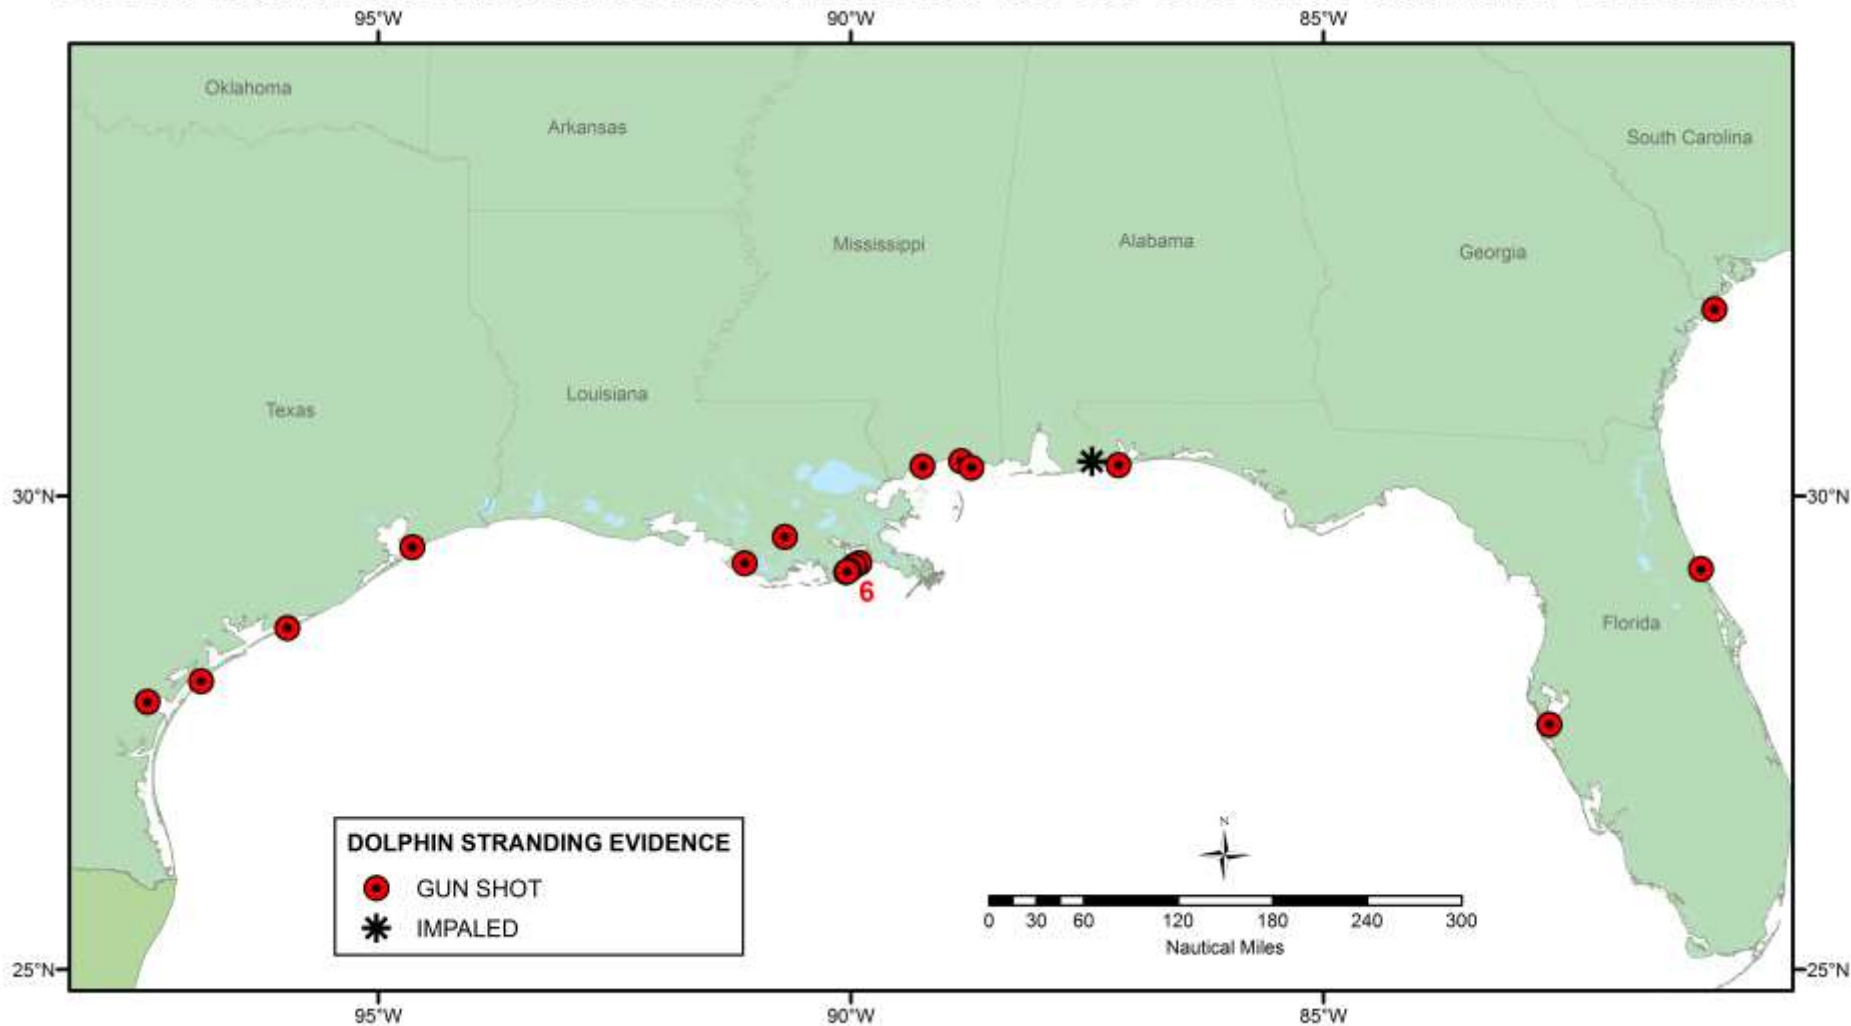 95°W 90°W 85°W
Oklahoma
Arkansas
South Carolina
Mississippi
Alabama
Georgia
Louisiana
Texas
30°N 30°N
6
Florida
DOLPHIN STRANDING EVIDENCE
GUN SHOT
IMPALED
N
0 30 60 120 180 240 300
Nautical Miles
25°N 25°N
95°W 90°W 85°W